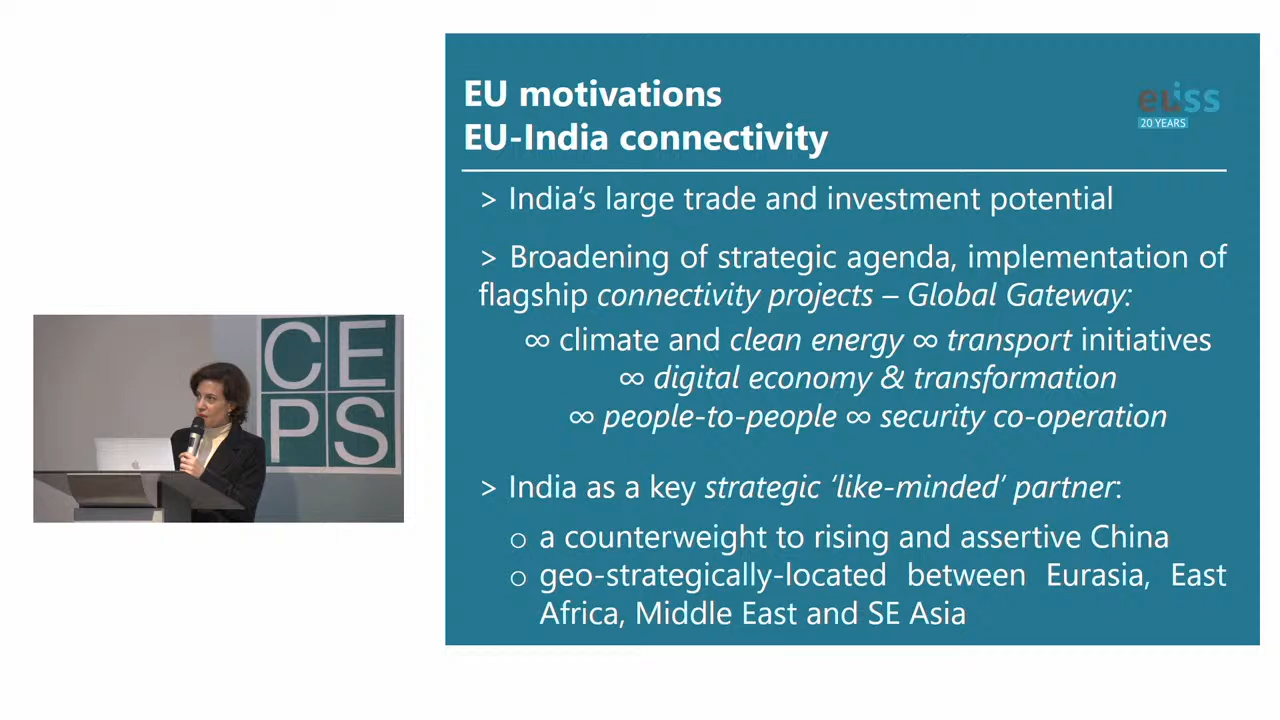 EU motivations
EU-India connectivity
euiss
20 YEARS
> India’s large trade and investment potential
> Broadening of strategic agenda, implementation of
flagship connectivity projects – Global Gateway:
∞ climate and clean energy ∞ transport initiatives
∞ digital economy & transformation
∞ people-to-people ∞ security co-operation
> India as a key strategic ‘like-minded’ partner:
o a counterweight to rising and assertive China
o geo-strategically-located between Eurasia, East
Africa, Middle East and SE Asia
CE
PS